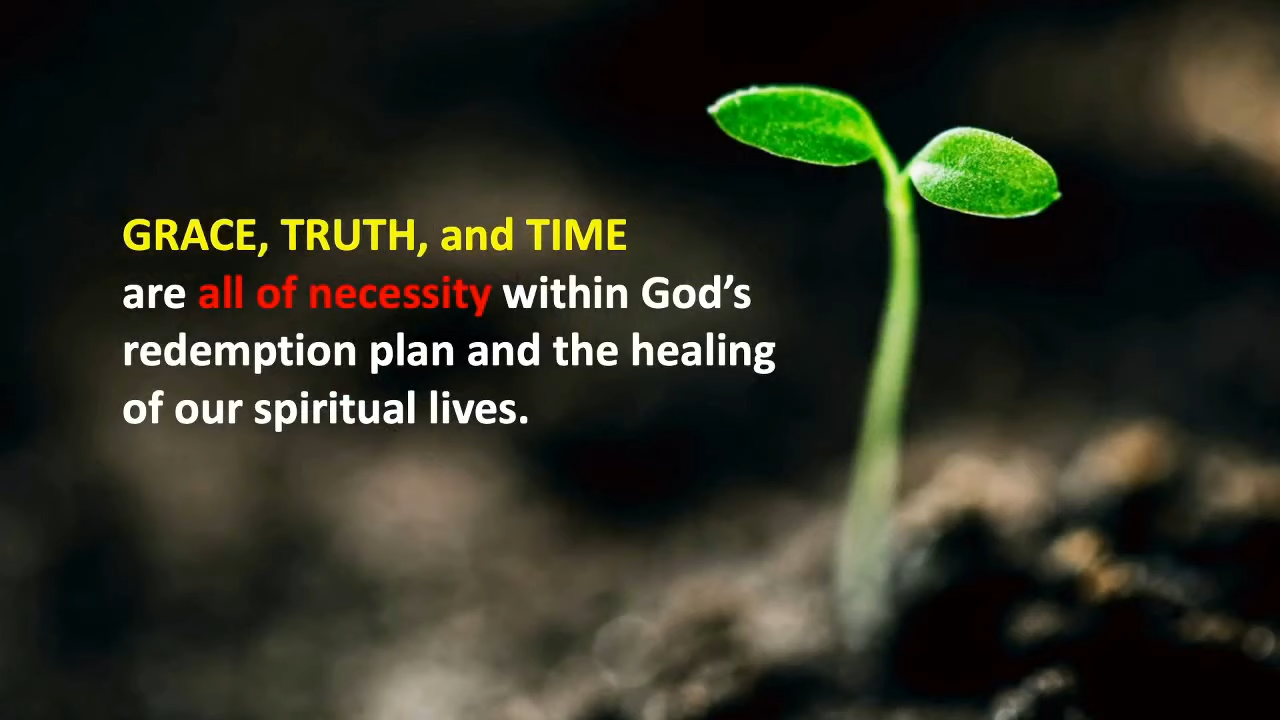 GRACE, TRUTH, and TIME
are all of necessity within God’s
redemption plan and the healing
of our spiritual lives.